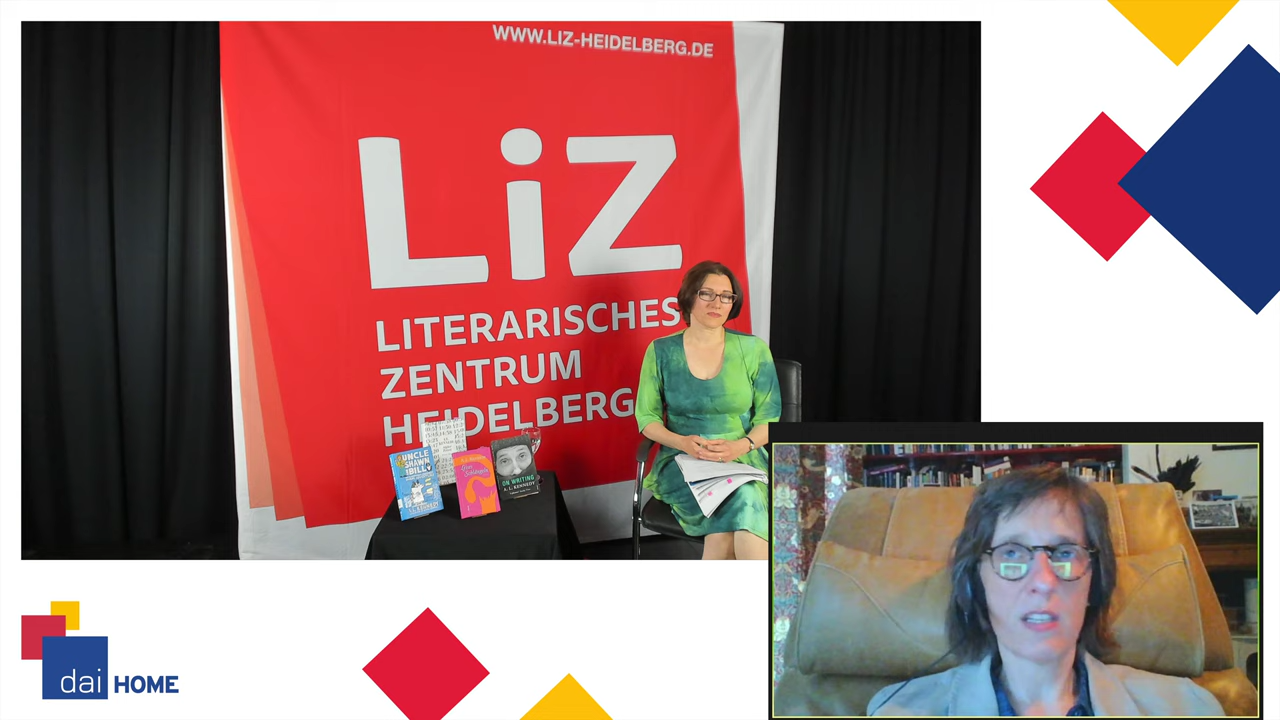 WWW.LIZ-HEIDELBERG.DE
LiZ
LITERARISCHES
ZENTRUM
HEIDELBERG
UNCLE
SHAWN
BILL
ON WRITING
A. L. KENNEDY
dai HOME